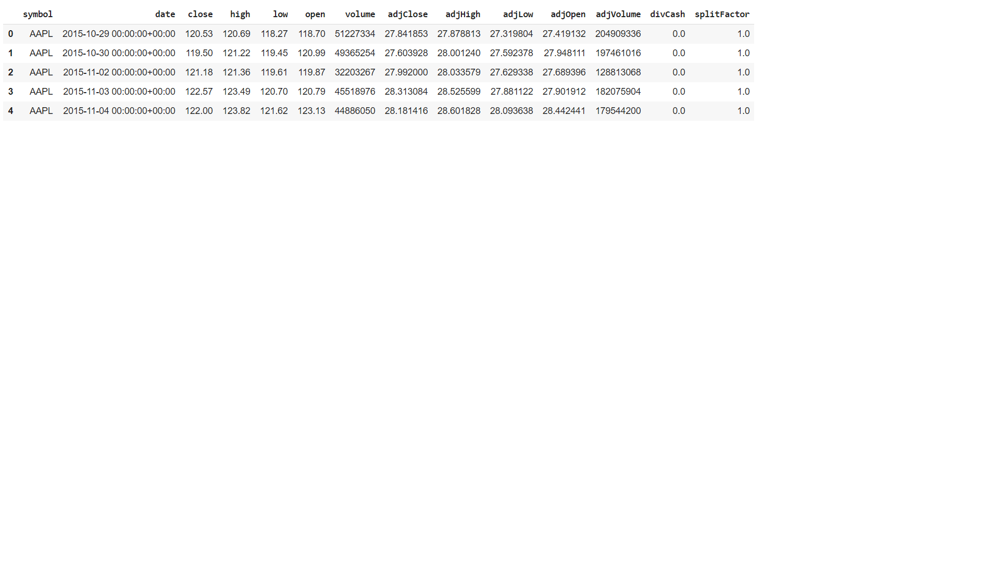 symbol date close high low open volume adjClose adjHigh adjLow adjOpen adjVolume divCash splitFactor
0 AAPL 2015-10-29 00:00:00+00:00 120.53 120.69 118.27 118.70 51227334 27.841853 27.878813 27.319804 27.419132 204909336 0.0 1.0
1 AAPL 2015-10-30 00:00:00+00:00 119.50 121.22 119.45 120.99 49365254 27.603928 28.001240 27.592378 27.948111 197461016 0.0 1.0
2 AAPL 2015-11-02 00:00:00+00:00 121.18 121.36 119.61 119.87 32203267 27.992000 28.033579 27.629338 27.689396 128813068 0.0 1.0
3 AAPL 2015-11-03 00:00:00+00:00 122.57 123.49 120.70 120.79 45518976 28.313084 28.525599 27.881122 27.901912 182075904 0.0 1.0
4 AAPL 2015-11-04 00:00:00+00:00 122.00 123.82 121.62 123.13 44886050 28.181416 28.601828 28.093638 28.442441 179544200 0.0 1.0